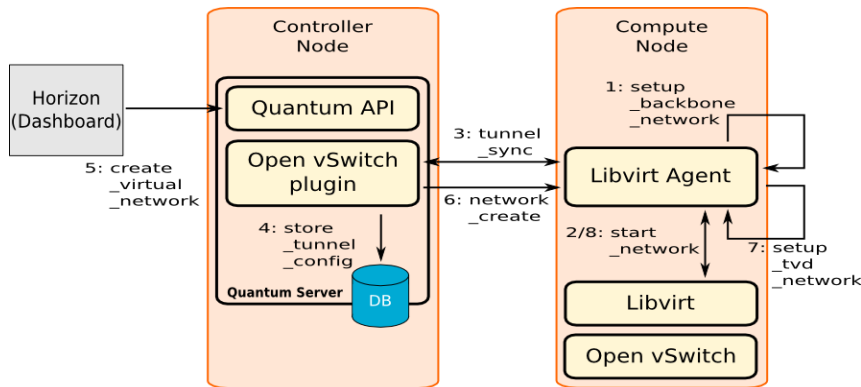 Controller
Node
Compute
Node
Horizon
(Dashboard)
Quantum API
1: setup
_backbone
_network
3: tunnel
_sync
Open vSwitch
plugin
Libvirt Agent
5: create
_virtual
_network
6: network
_create
4: store
_tunnel
_config
2/8: start
_network
7: setup
_tvd
_network
Quantum Server
DB
Libvirt
Open vSwitch